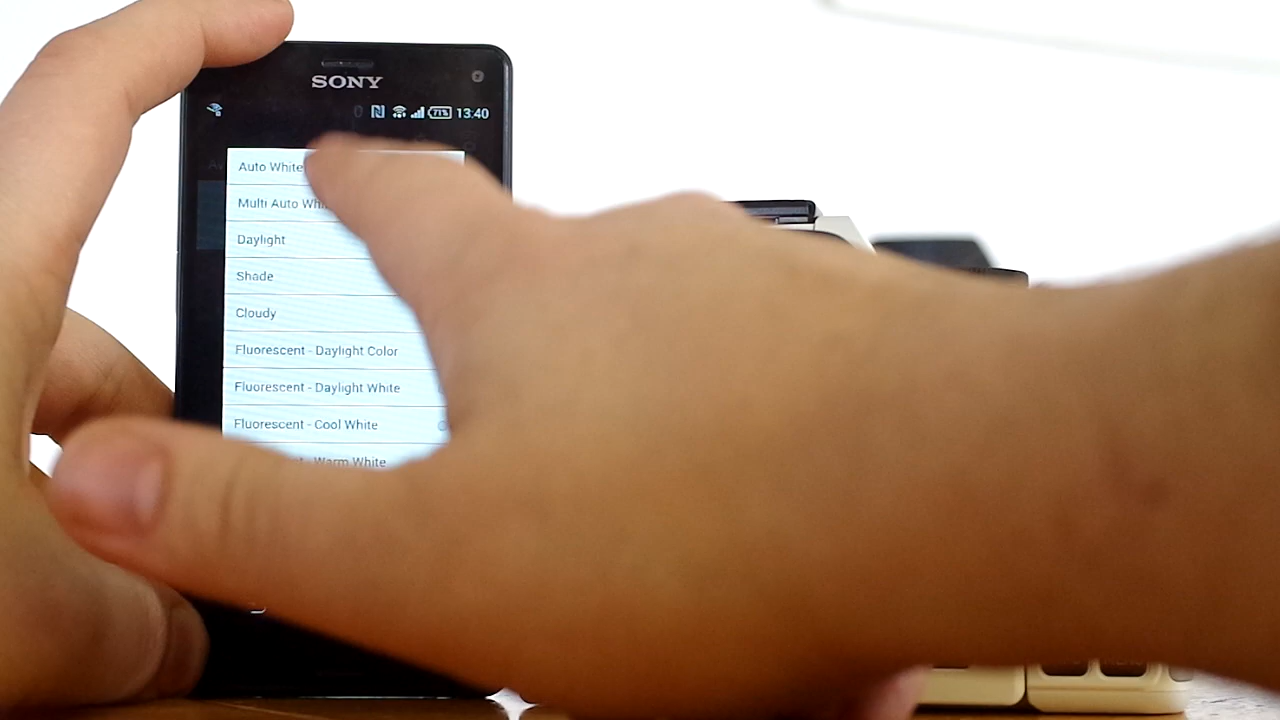 SONY
71% 13:40
Auto White
Multi Auto
Daylight
Shade
Cloudy
Fluorescent - Daylight Color
Fluorescent - Daylight White
Fluorescent - Cool White
- Warm White